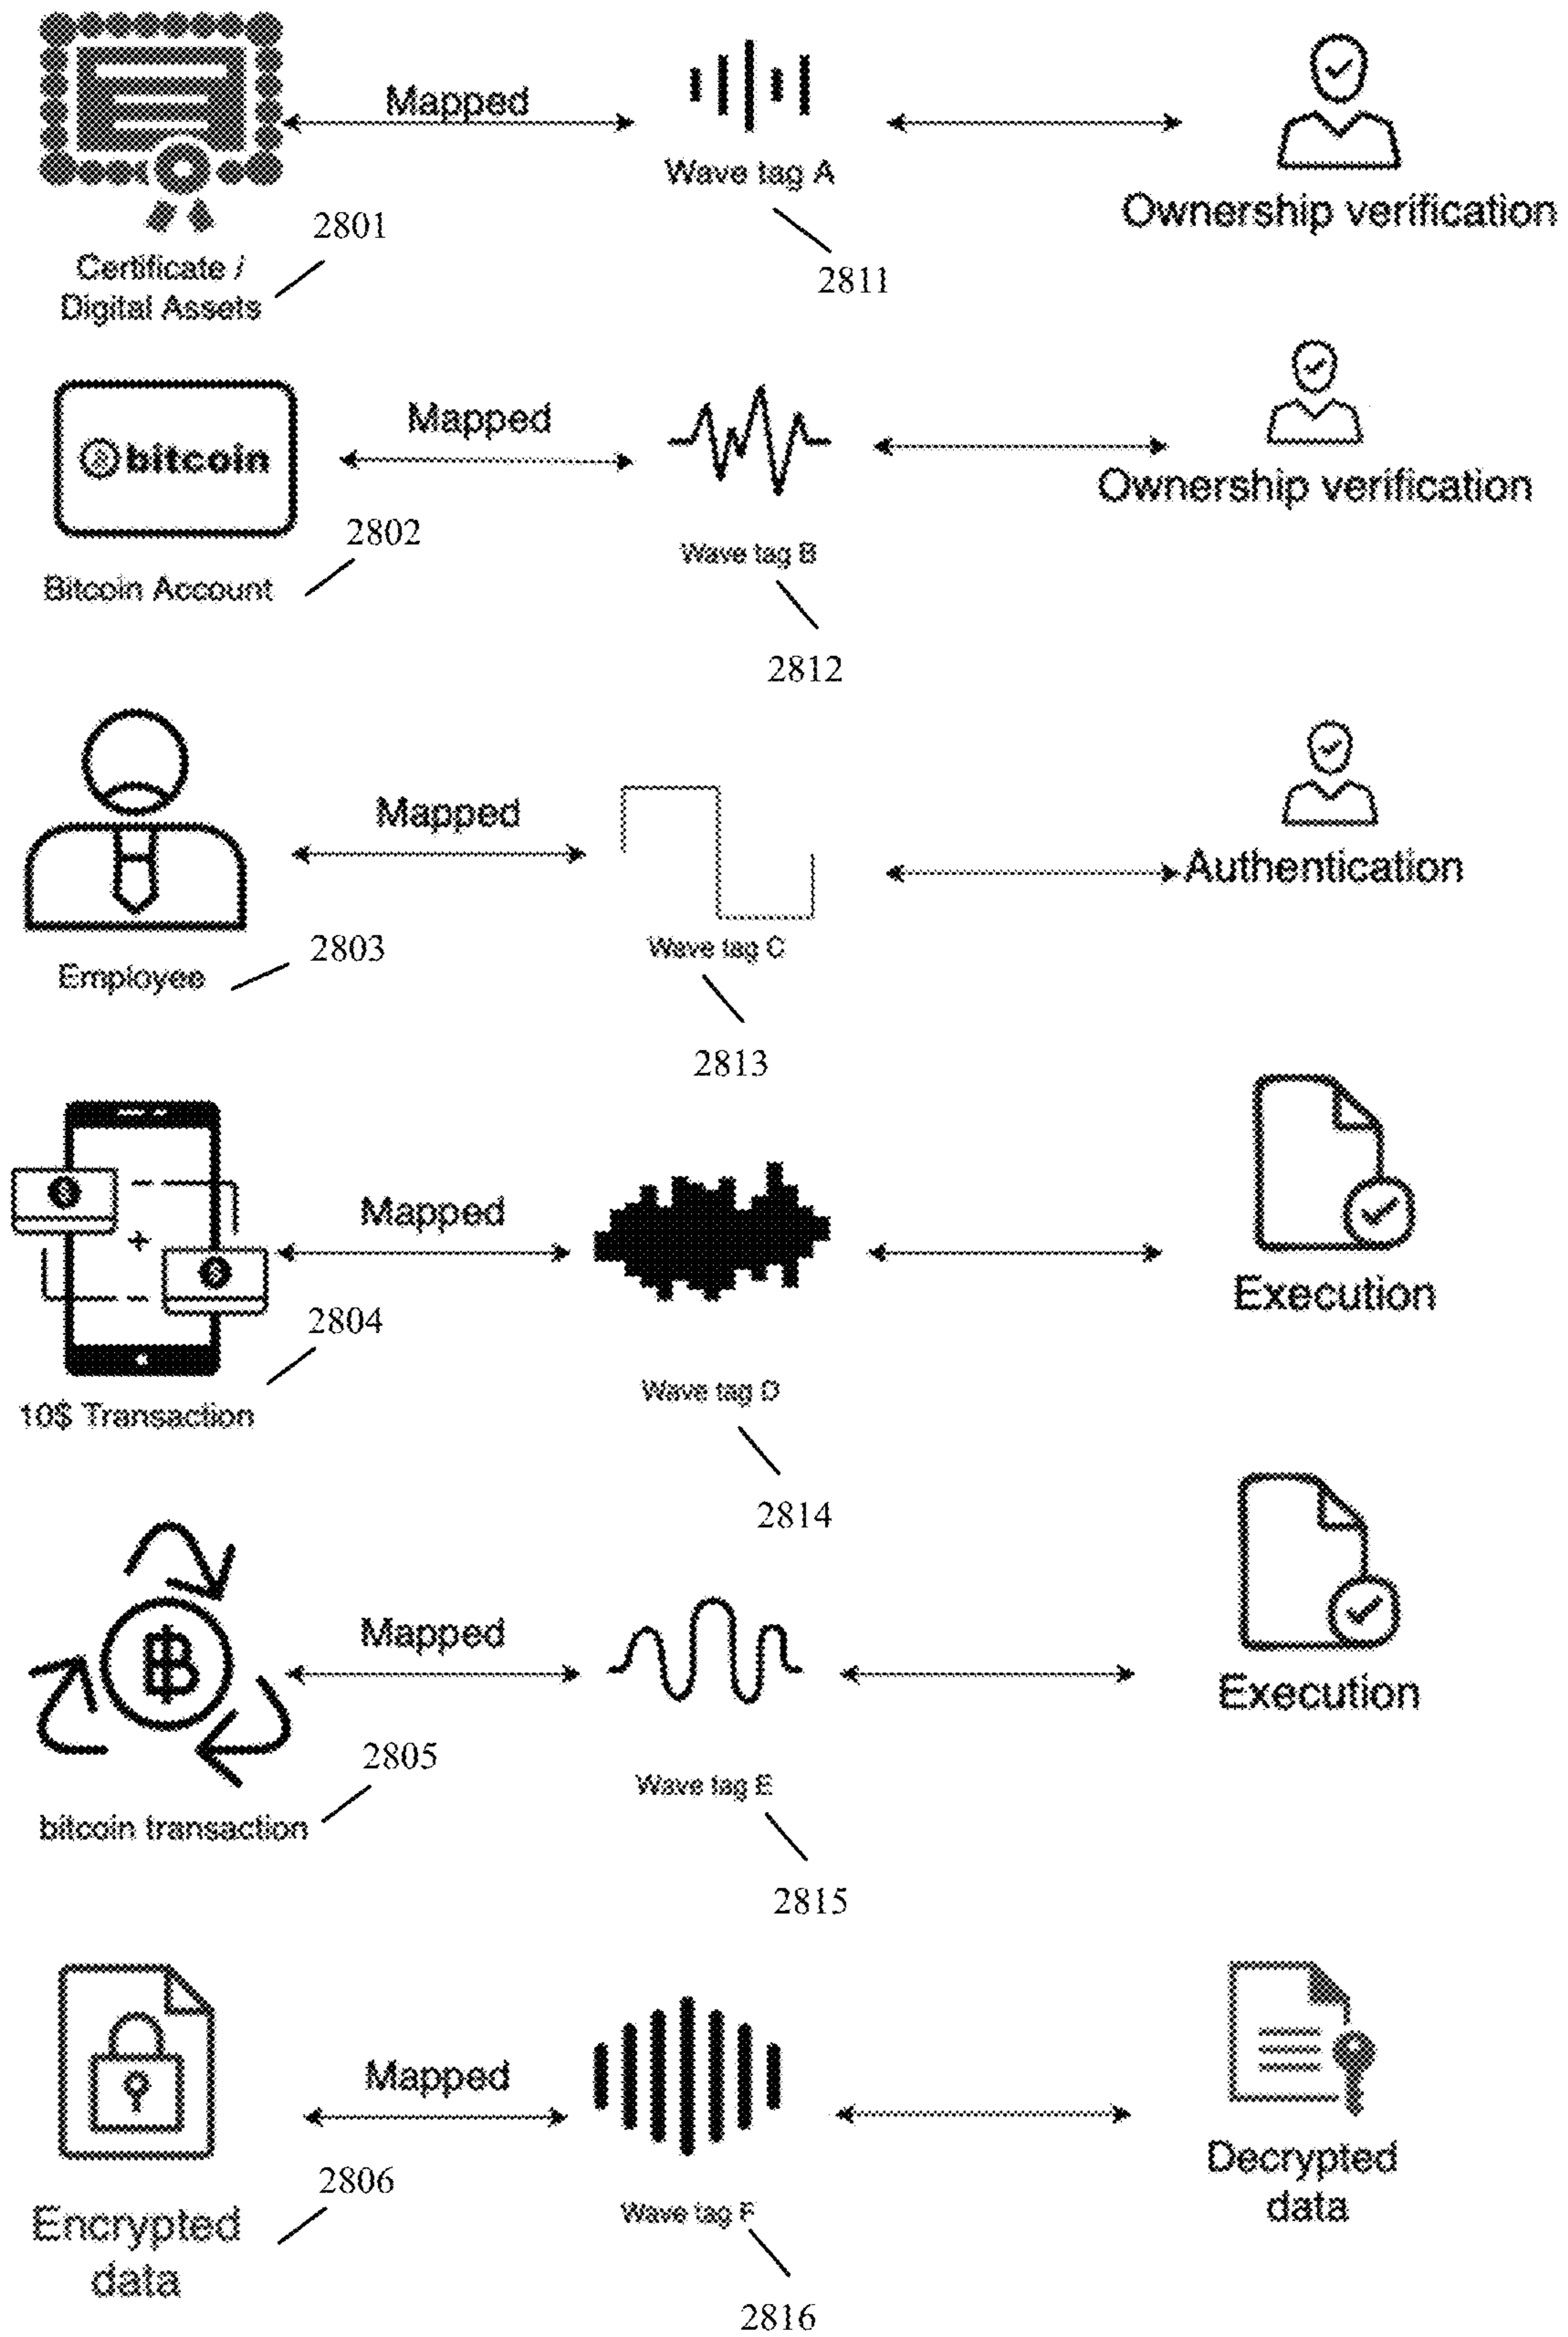 Mapped
Wave tag A
Ownership verification
2801
2811
Certificate /
Digital Assets
bitcoin
Mapped
Ownership verification
2802
Wave tag B
Bitcoin Account
2812
Mapped
Authentication
2803
Wave tag C
Employee
2813
Mapped
Execution
2804
Wave tag D
10$ Transaction
2814
Mapped
Execution
2805
Wave tag E
bitcoin transaction
2815
Mapped
Decrypted
data
2806
Wave tag F
Encrypted
data
2816